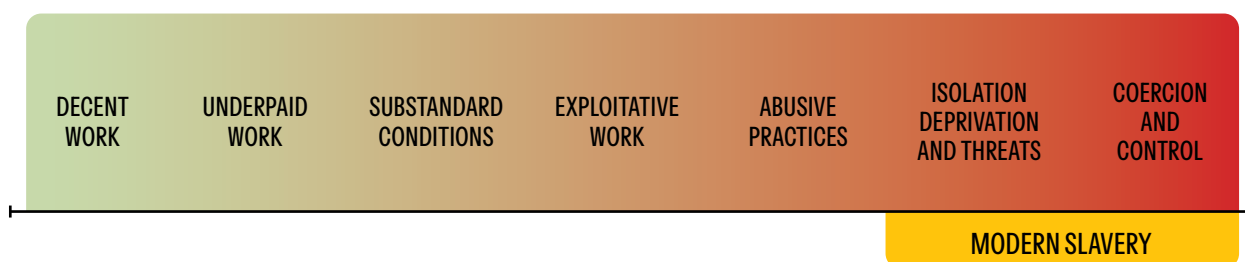 DECENT
WORK
UNDERPAID
WORK
SUBSTANDARD
CONDITIONS
EXPLOITATIVE
WORK
ABUSIVE
PRACTICES
ISOLATION
DEPRIVATION
AND THREATS
COERCION
AND
CONTROL
MODERN SLAVERY